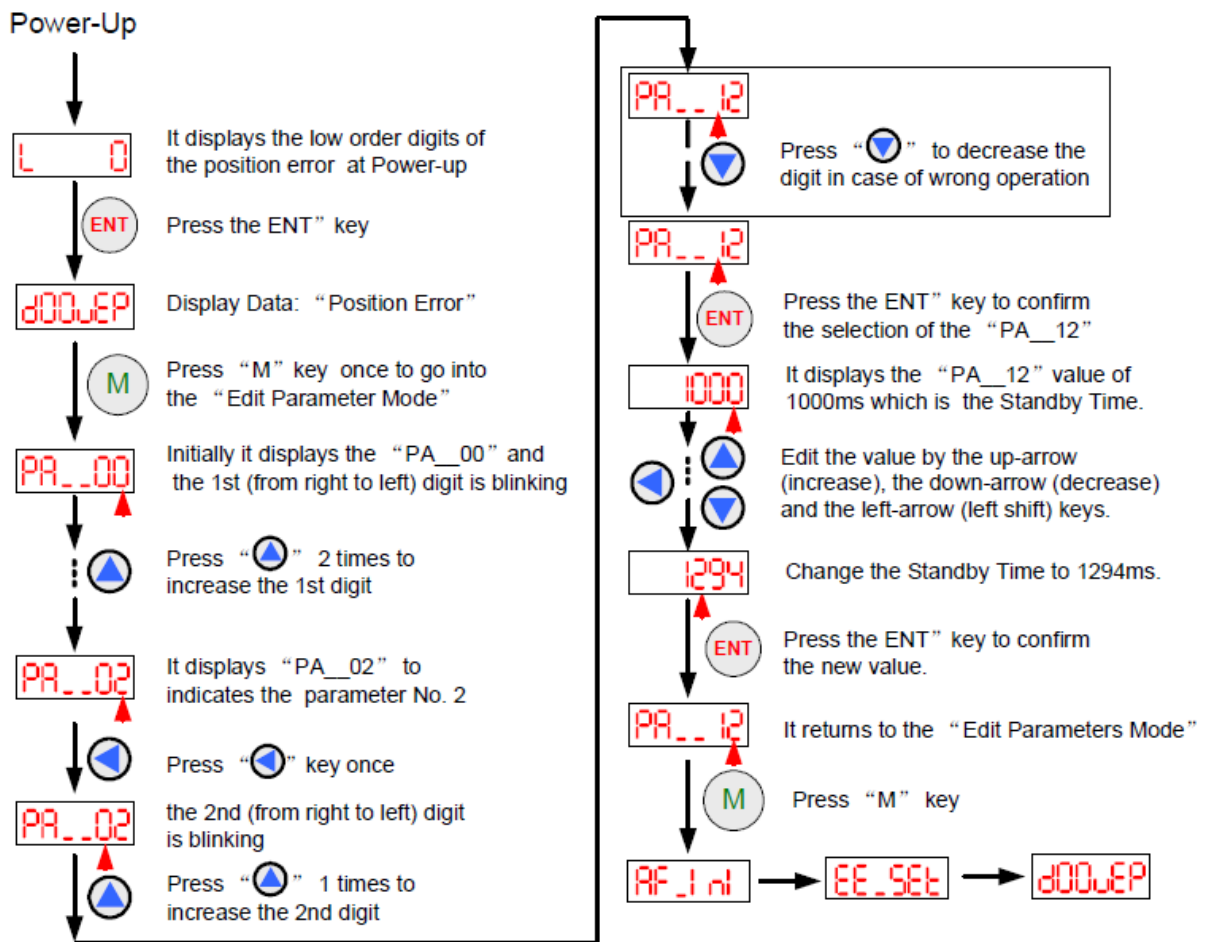 Power-Up
L 0
It displays the low order digits of
the position error at Power-up
ENT
Press the ENT” key
d00uEP
Display Data: “Position Error”
M
Press “M” key once to go into
the “Edit Parameter Mode”
PA__00
Initially it displays the “PA__00” and
the 1st (from right to left) digit is blinking
Press “▲” 2 times to
increase the 1st digit
PA__02
It displays “PA__02” to
indicates the parameter No. 2
Press “◀” key once
PA__02
the 2nd (from right to left) digit
is blinking
Press “▲” 1 times to
increase the 2nd digit
PA__12
Press “▼” to decrease the
digit in case of wrong operation
PA__12
ENT
Press the ENT” key to confirm
the selection of the “PA__12”
1000
It displays the “PA__12” value of
1000ms which is the Standby Time.
Edit the value by the up-arrow
(increase), the down-arrow (decrease)
and the left-arrow (left shift) keys.
1294
Change the Standby Time to 1294ms.
ENT
Press the ENT” key to confirm
the new value.
PA__12
It returns to the “Edit Parameters Mode”
M
Press “M” key
AF_InI
EE_SEt
d00uEP